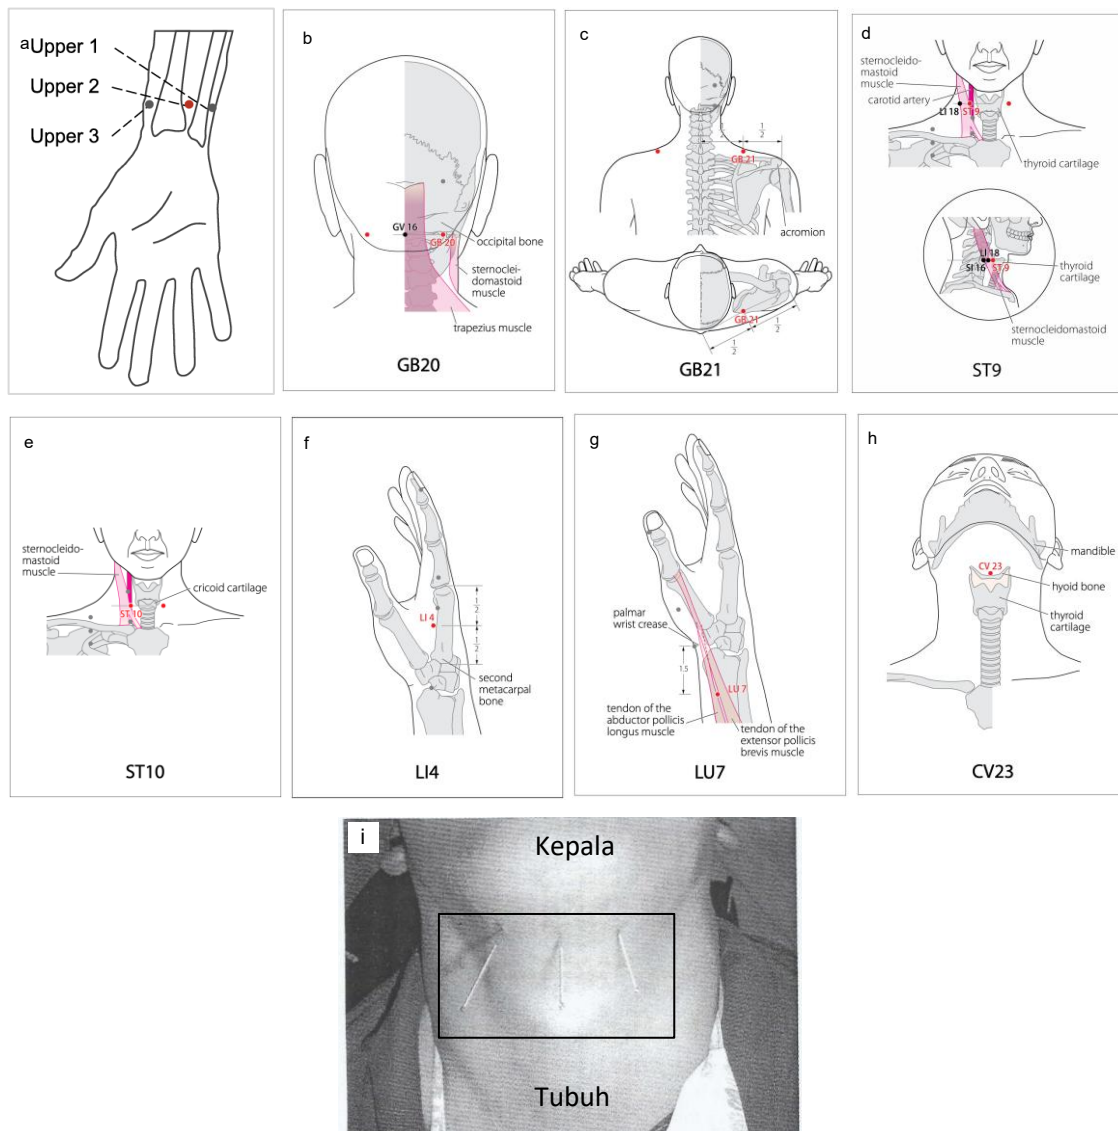 a
Upper 1
Upper 2
Upper 3
b
GV 16
GB 20
occipital bone
sternoclei-
domastoid
muscle
trapezius muscle
GB20
c
1
2
GB 21
acromion
GB 21
1
2
1
2
GB21
d
sternocleido-
mastoid
muscle
carotid artery
LI 18
ST 9
thyroid cartilage
LI 18
SI 16
ST 9
thyroid
cartilage
sternocleidomastoid
muscle
ST9
e
sternocleido-
mastoid
muscle
cricoid cartilage
ST 10
ST10
f
1
2
LI 4
1
2
second
metacarpal
bone
LI4
g
palmar
wrist crease
1.5
LU 7
tendon of the
abductor pollicis
longus muscle
tendon of the
extensor pollicis
brevis muscle
LU7
h
mandible
CV 23
hyoid bone
thyroid
cartilage
CV23
i
Kepala
Tubuh